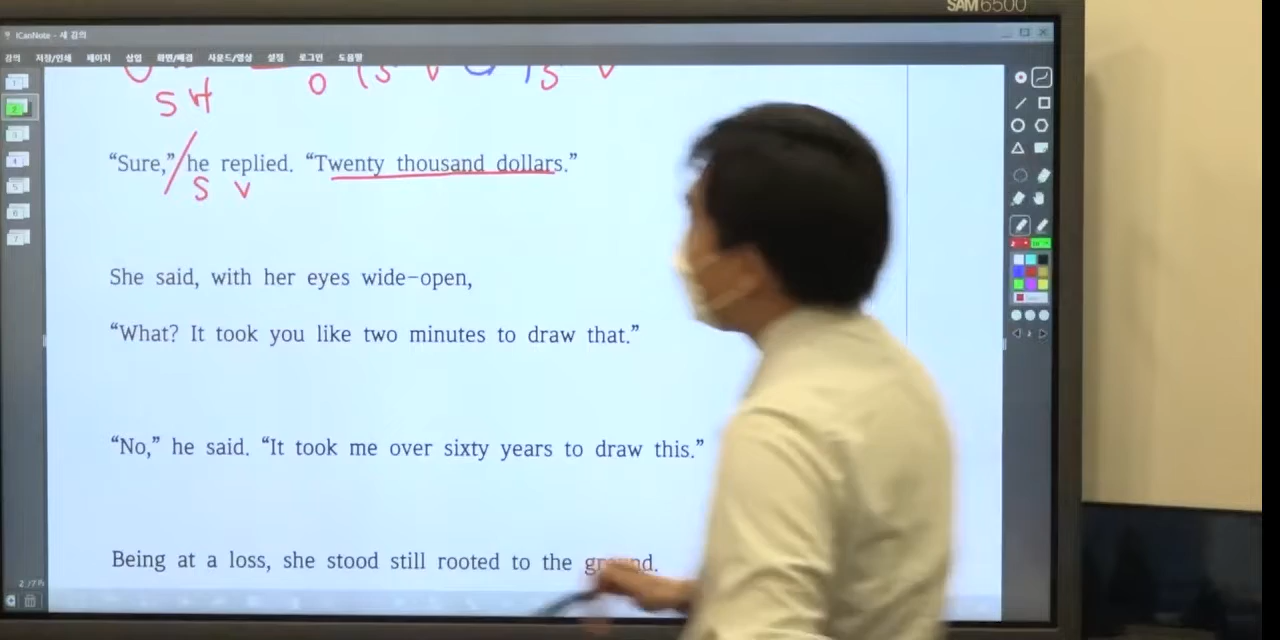 SAM6500
iCanNote - 새 강의
강의 저장/인쇄 페이지 삽입 화면/배경 사운드/영상 설정 로그인 도움말
O (S V S V
S V
“Sure,” he replied. “Twenty thousand dollars.”
S V
She said, with her eyes wide-open,
“What? It took you like two minutes to draw that.”
“No,” he said. “It took me over sixty years to draw this.”
Being at a loss, she stood still rooted to the ground.
2 /7